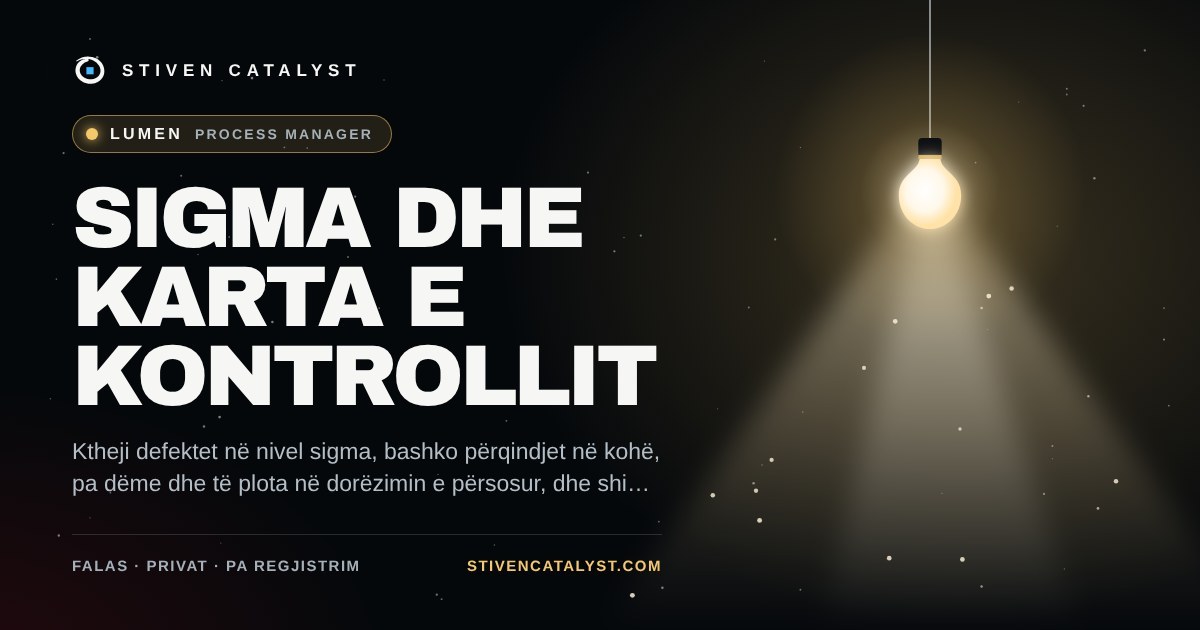 STIVEN CATALYST
LUMEN PROCESS MANAGER
SIGMA DHE
KARTA E
KONTROLLIT
Ktheji defektet në nivel sigma, bashko përqindjet në kohë,
pa dëme dhe të plota në dorëzimin e përsosur, dhe shi…
FALAS · PRIVAT · PA REGJISTRIM
STIVENCATALYST.COM